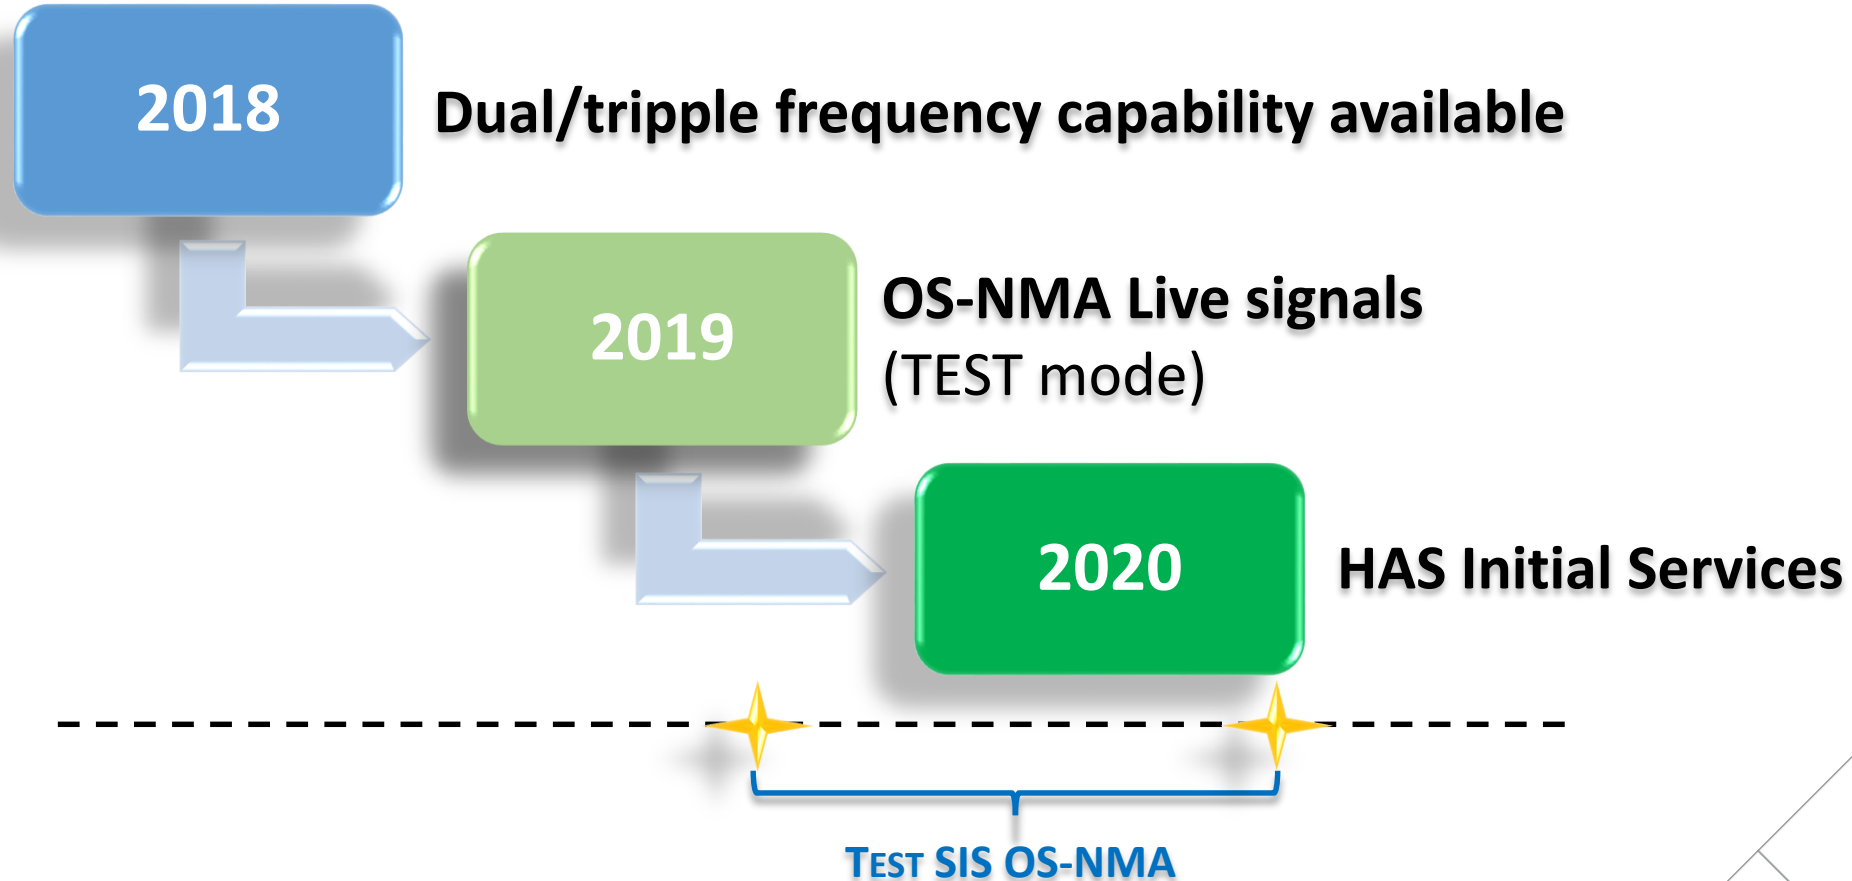 2018
Dual/tripple frequency capability available
2019
OS-NMA Live signals
(TEST mode)
2020
HAS Initial Services
TEST SIS OS-NMA